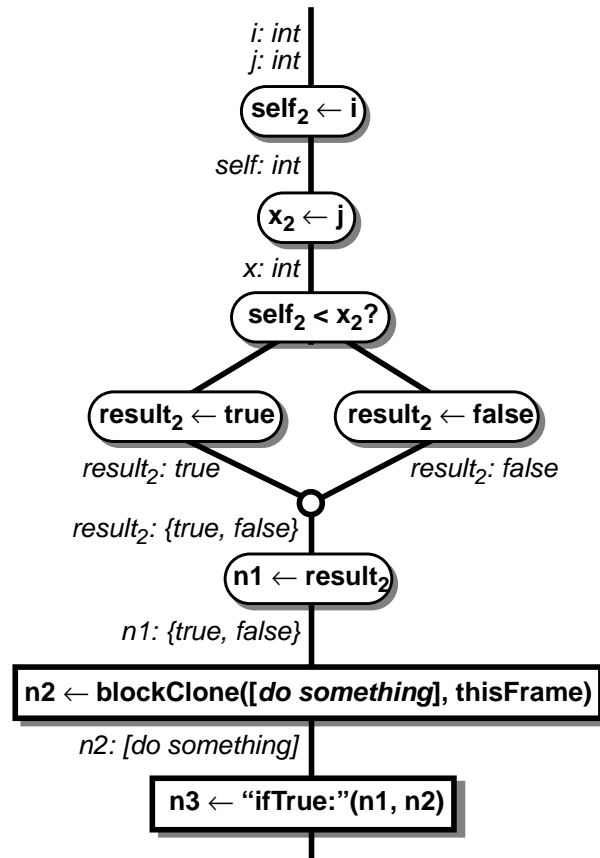 i: int
j: int
self₂ ← i
self: int
x₂ ← j
x: int
self₂ < x₂?
result₂ ← true
result₂ ← false
result₂: true
result₂: false
result₂: {true, false}
n1 ← result₂
n1: {true, false}
n2 ← blockClone([do something], thisFrame)
n2: [do something]
n3 ← “ifTrue:”(n1, n2)